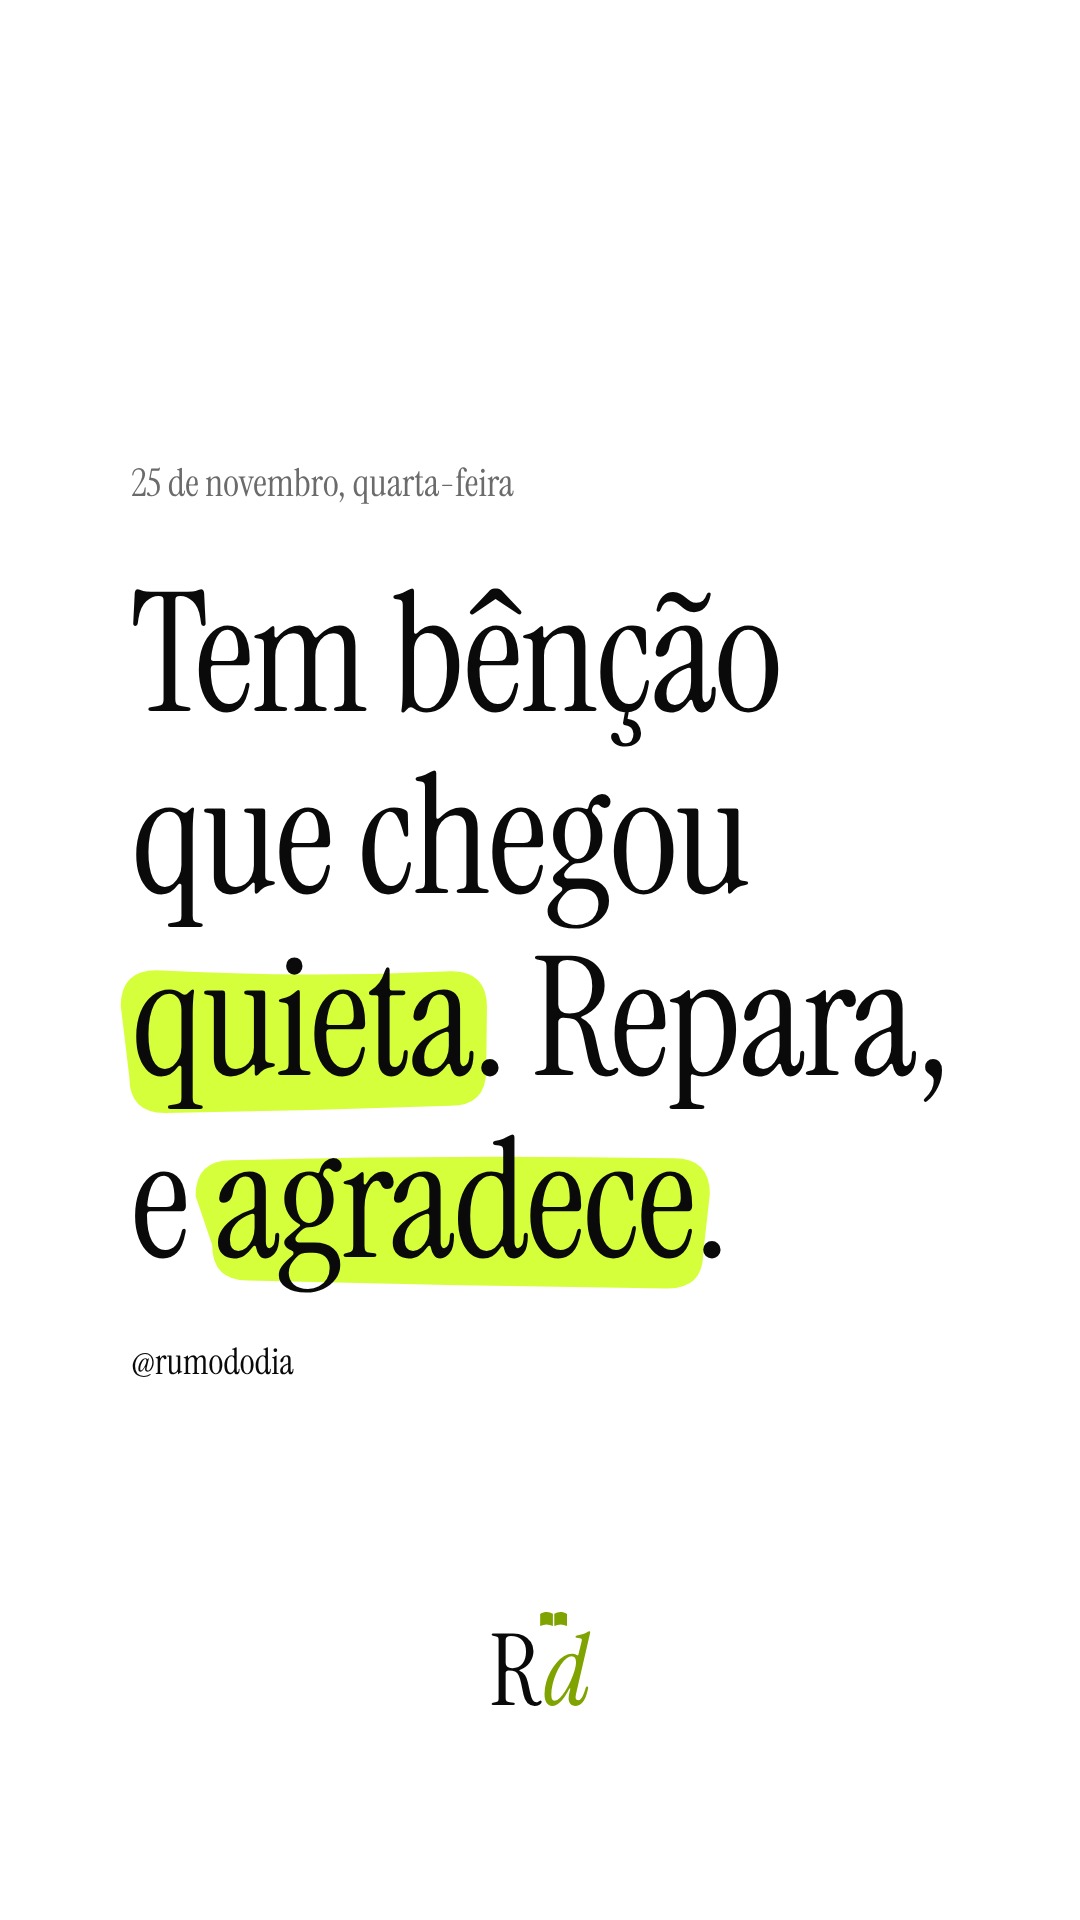 25 de novembro, quarta-feira
Tem bênção
que chegou
quieta. Repara,
e agradece.
@rumododia
Rd